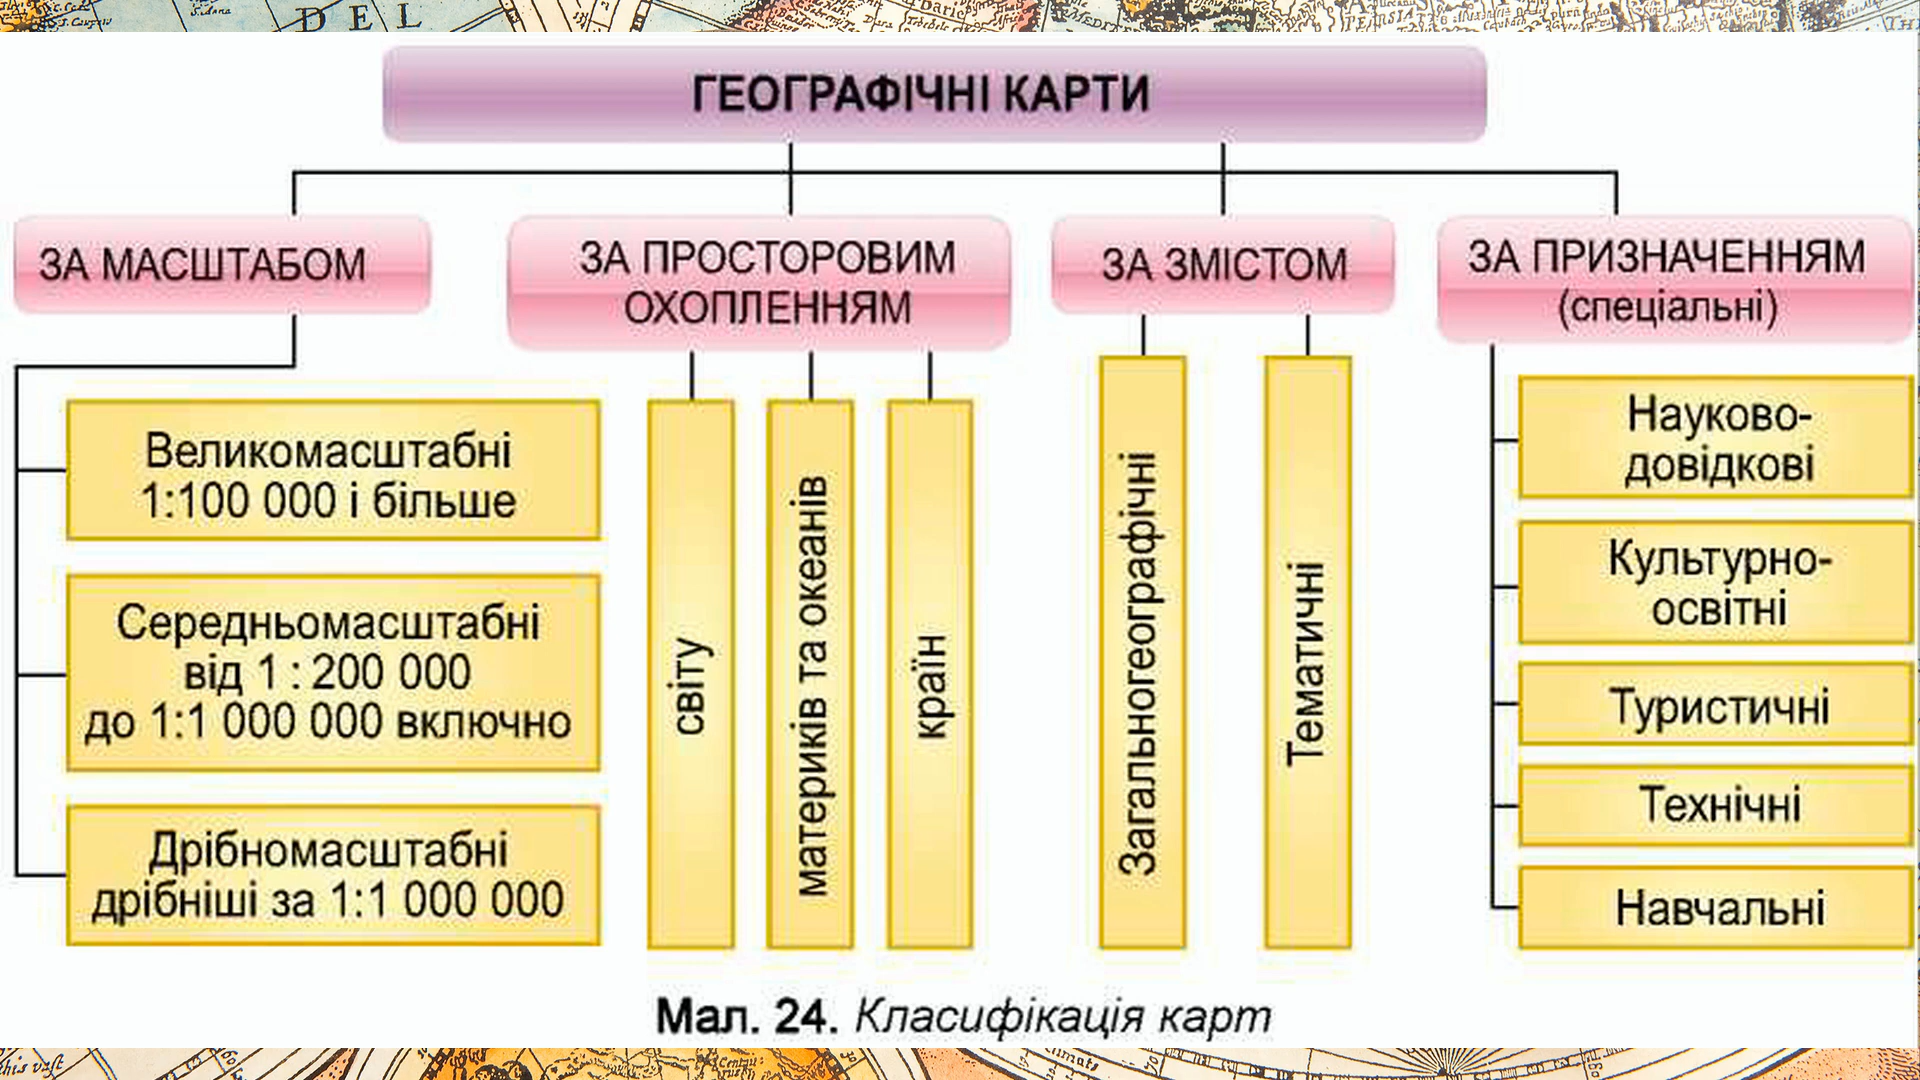 ГЕОГРАФІЧНІ КАРТИ
ЗА МАСШТАБОМ
Великомасштабні
1:100 000 і більше
Середньомасштабні
від 1 : 200 000
до 1:1 000 000 включно
Дрібномасштабні
дрібніші за 1:1 000 000
ЗА ПРОСТОРОВИМ
ОХОПЛЕННЯМ
світу
материків та океанів
країн
ЗА ЗМІСТОМ
Загальногеографічні
Тематичні
ЗА ПРИЗНАЧЕННЯМ
(спеціальні)
Науково-
довідкові
Культурно-
освітні
Туристичні
Технічні
Навчальні
Мал. 24. Класифікація карт
DEL